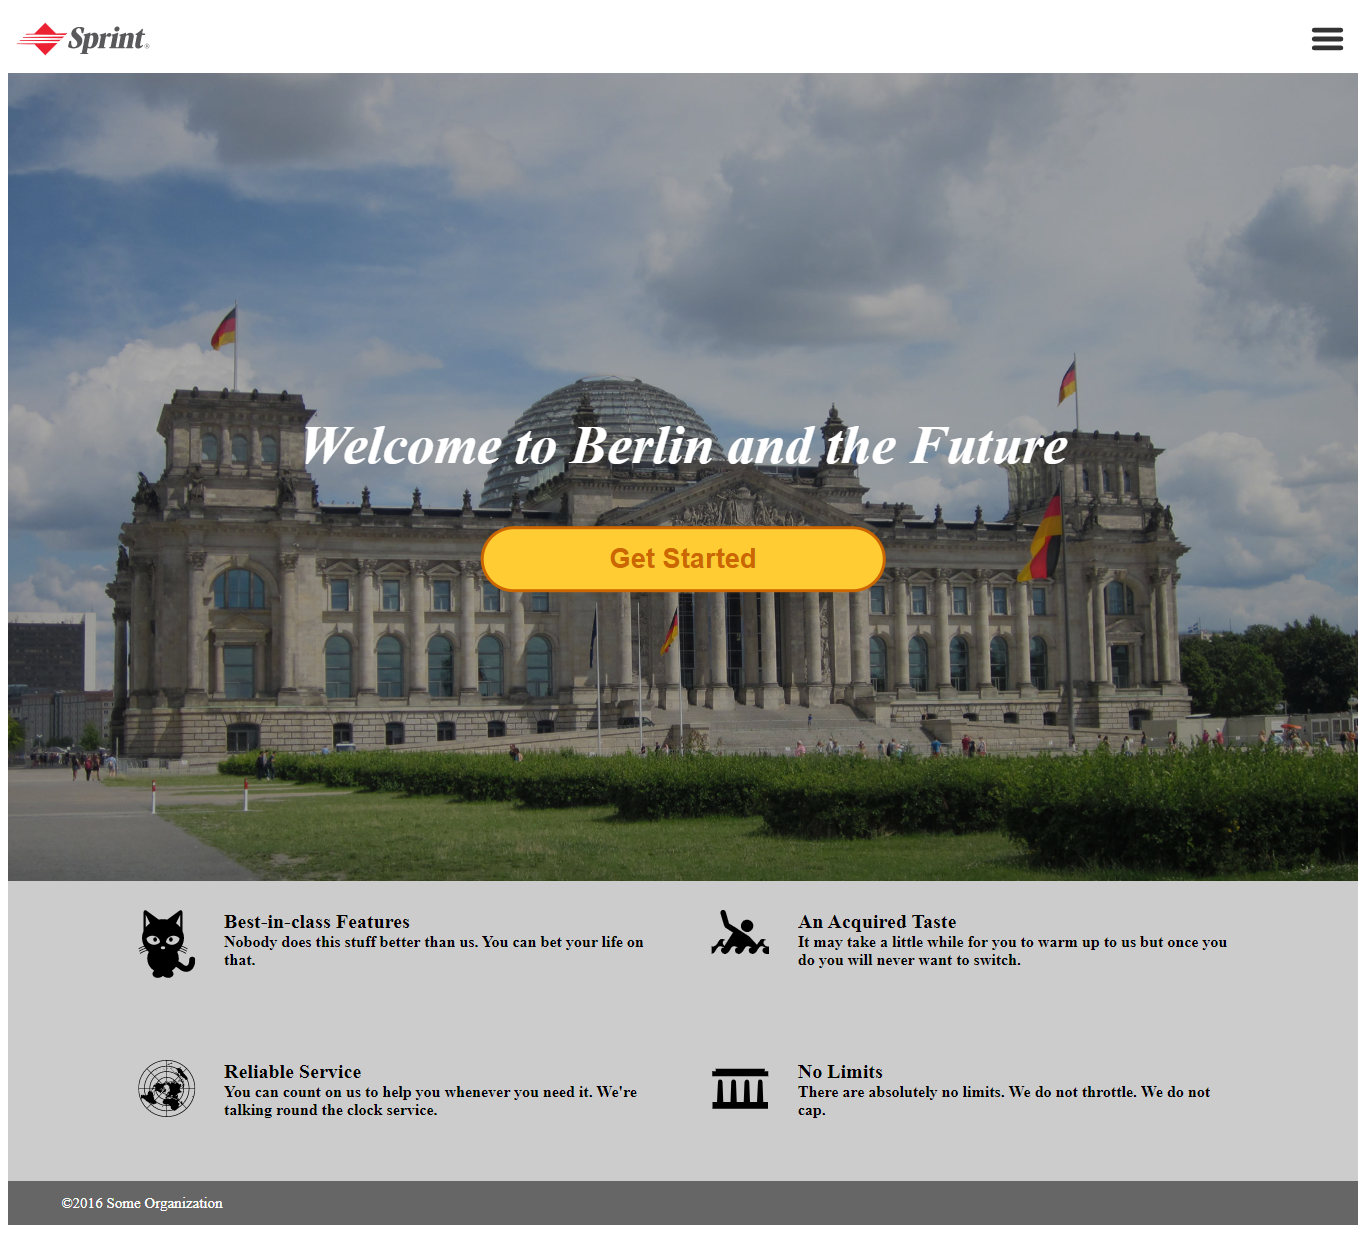 Sprint®
Welcome to Berlin and the Future
Get Started
Best-in-class Features
Nobody does this stuff better than us. You can bet your life on
that.
An Acquired Taste
It may take a little while for you to warm up to us but once you
do you will never want to switch.
Reliable Service
You can count on us to help you whenever you need it. We're
talking round the clock service.
No Limits
There are absolutely no limits. We do not throttle. We do not
cap.
©2016 Some Organization